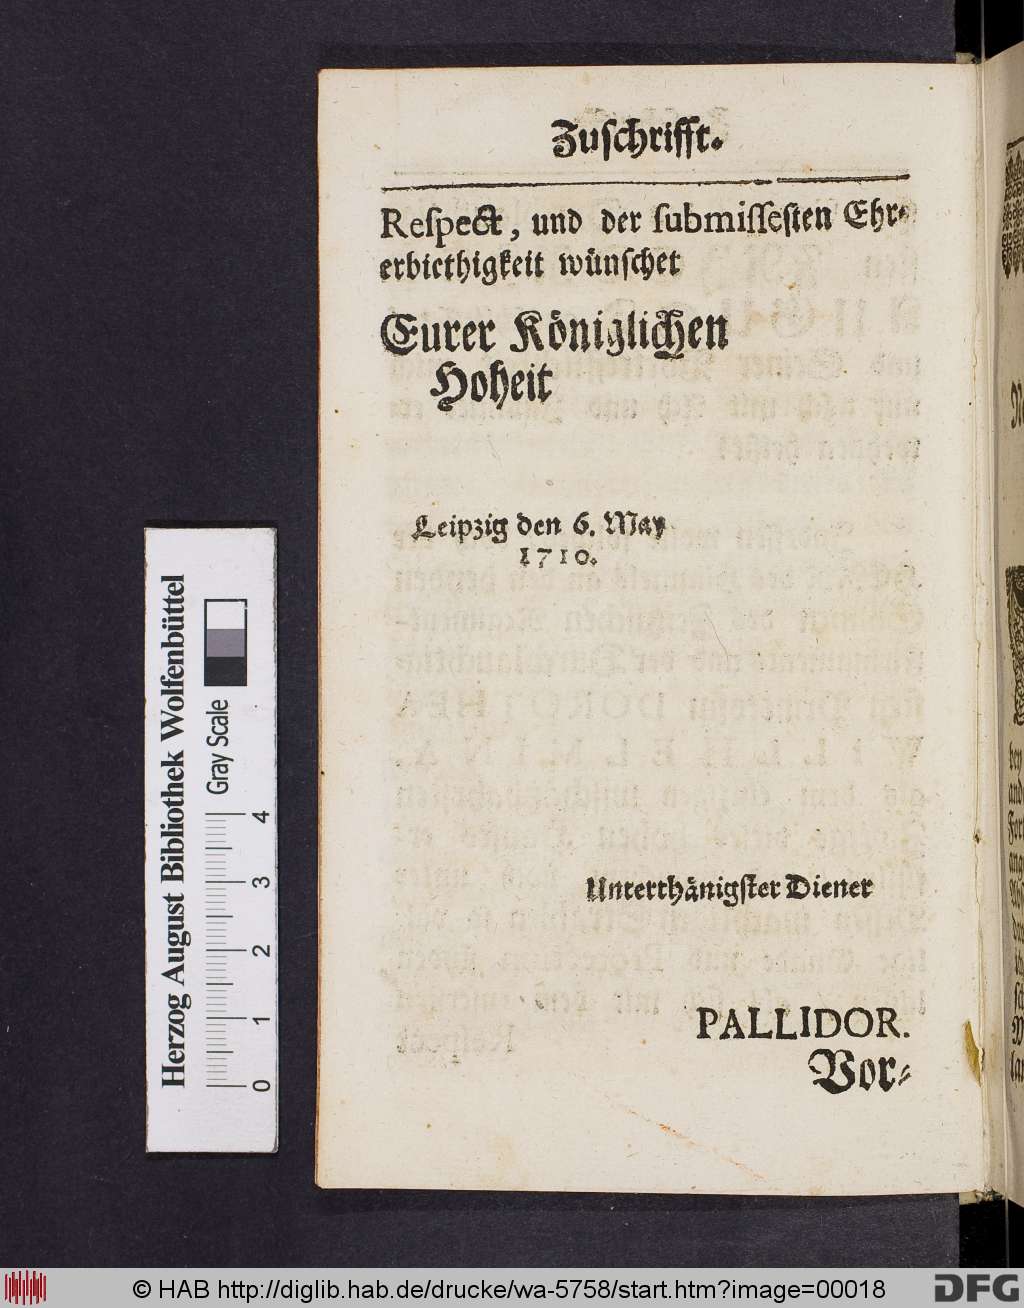 Zuſchrifft.
Reſpect, und der ſubmiſſeſten Ehr-
erbiethigkeit wünſchet
Eurer Königlichen
Hoheit
Leipzig den 6. May
1710.
Unterthänigſter Diener
PALLIDOR.
Vor-
Herzog August Bibliothek Wolfenbüttel
Gray Scale
0 1 2 3 4
© HAB http://diglib.hab.de/drucke/wa-5758/start.htm?image=00018
DFG